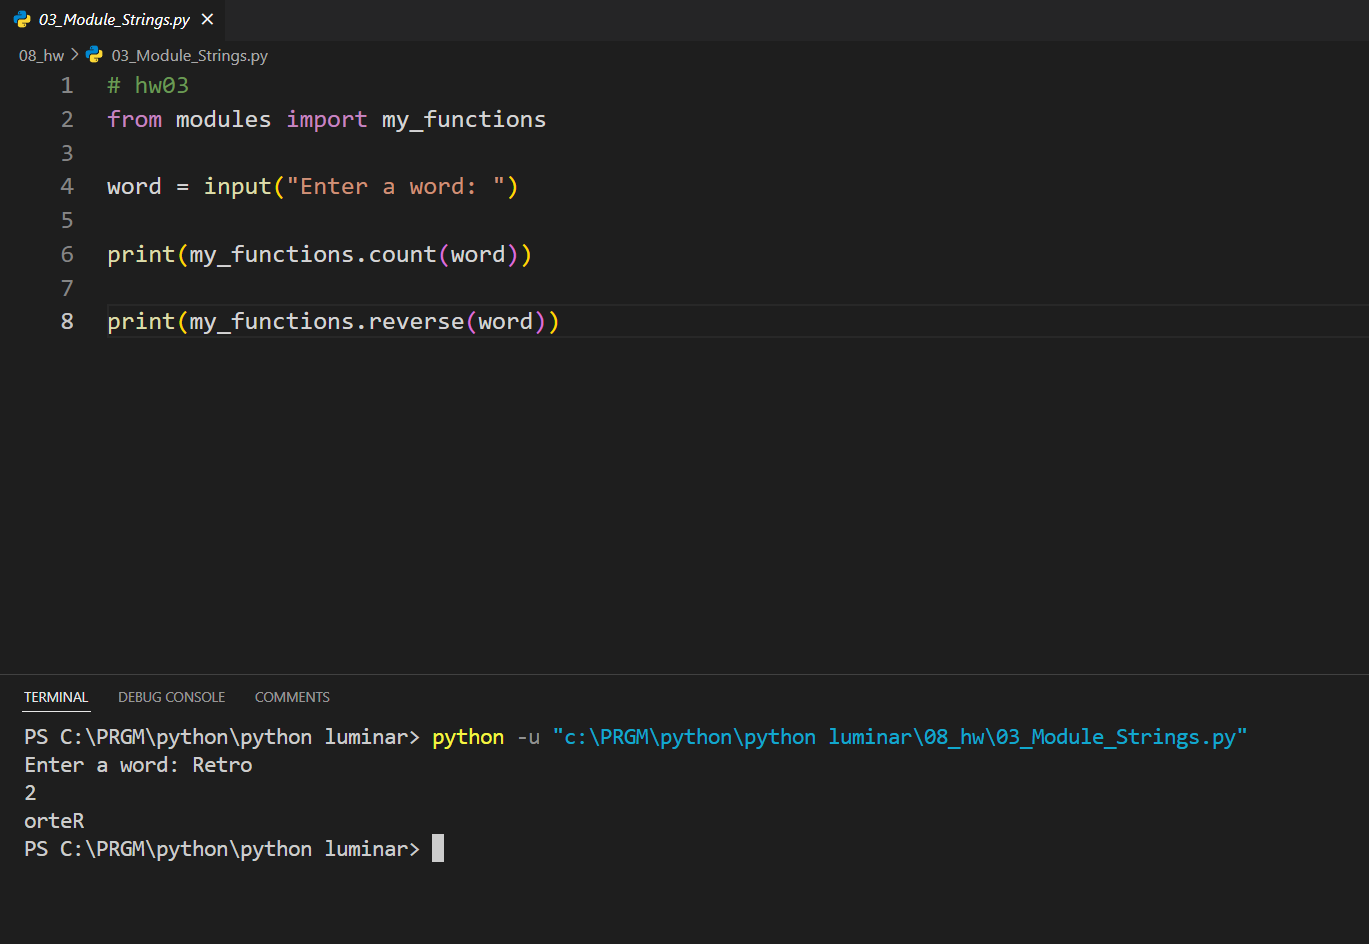 03_Module_Strings.py
08_hw > 03_Module_Strings.py
1 # hw03
2 from modules import my_functions
3
4 word = input("Enter a word: ")
5
6 print(my_functions.count(word))
7
8 print(my_functions.reverse(word))
TERMINAL DEBUG CONSOLE COMMENTS
PS C:\PRGM\python\python luminar> python -u "c:\PRGM\python\python luminar\08_hw\03_Module_Strings.py"
Enter a word: Retro
2
orteR
PS C:\PRGM\python\python luminar>